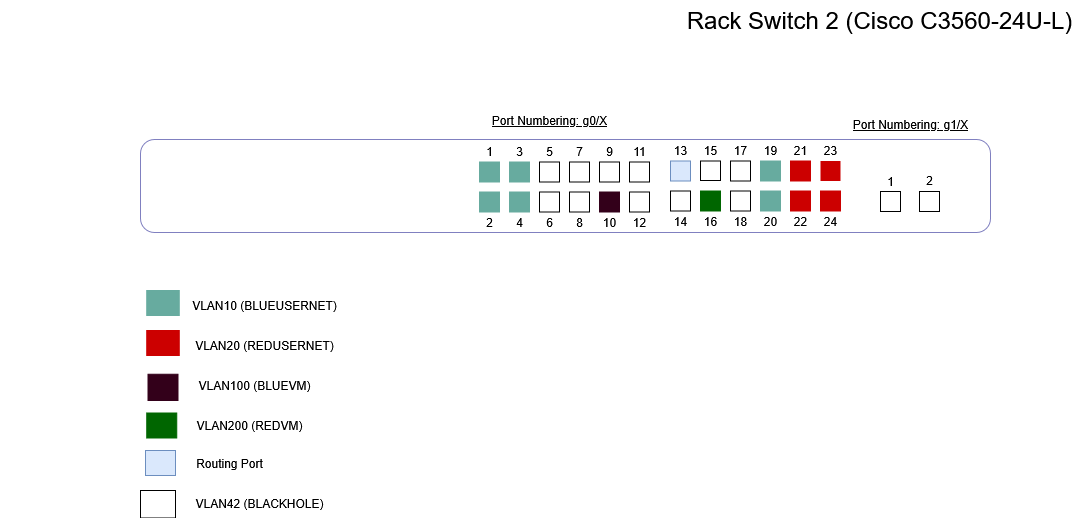 Rack Switch 2 (Cisco C3560-24U-L)
Port Numbering: g0/X
Port Numbering: g1/X
1 3 5 7 9 11 13 15 17 19 21 23
1 2
2 4 6 8 10 12 14 16 18 20 22 24
VLAN10 (BLUEUSERNET)
VLAN20 (REDUSERNET)
VLAN100 (BLUEVM)
VLAN200 (REDVM)
Routing Port
VLAN42 (BLACKHOLE)